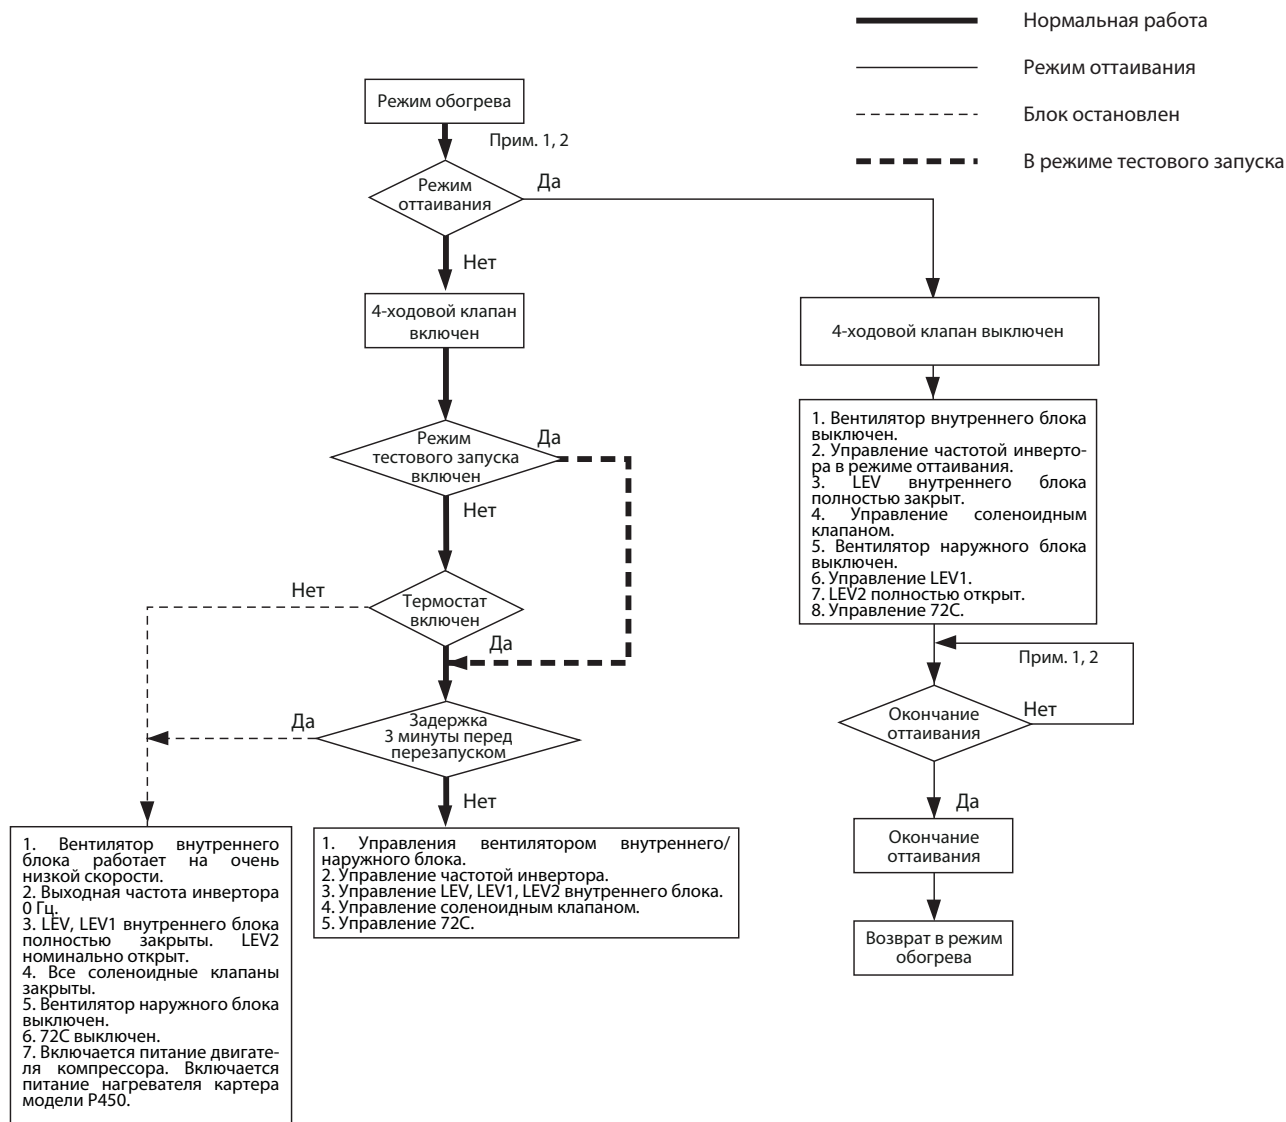 Нормальная работа
Режим оттаивания
Блок остановлен
В режиме тестового запуска
Режим обогрева
Прим. 1, 2
Режим
оттаивания
Да
Нет
4-ходовой клапан
включен
4-ходовой клапан выключен
Режим
тестового запуска
включен
Да
Нет
1. Вентилятор внутреннего блока
выключен.
2. Управление частотой инверто-
ра в режиме оттаивания.
3. LEV внутреннего блока
полностью закрыт.
4. Управление соленоидным
клапаном.
5. Вентилятор наружного блока
выключен.
6. Управление LEV1.
7. LEV2 полностью открыт.
8. Управление 72С.
Термостат
включен
Нет
Да
Прим. 1, 2
Задержка
3 минуты перед
перезапуском
Да
Нет
Окончание
оттаивания
Нет
Да
1. Вентилятор внутреннего
блока работает на очень
низкой скорости.
2. Выходная частота инвертора
0 Гц.
3. LEV, LEV1 внутреннего блока
полностью закрыты. LEV2
номинально открыт.
4. Все соленоидные клапаны
закрыты.
5. Вентилятор наружного блока
выключен.
6. 72С выключен.
7. Включается питание двигате-
ля компрессора. Включается
питание нагревателя картера
модели P450.
1. Управления вентилятором внутреннего/
наружного блока.
2. Управление частотой инвертора.
3. Управление LEV, LEV1, LEV2 внутреннего блока.
4. Управление соленоидным клапаном.
5. Управление 72С.
Окончание
оттаивания
Возврат в режим
обогрева